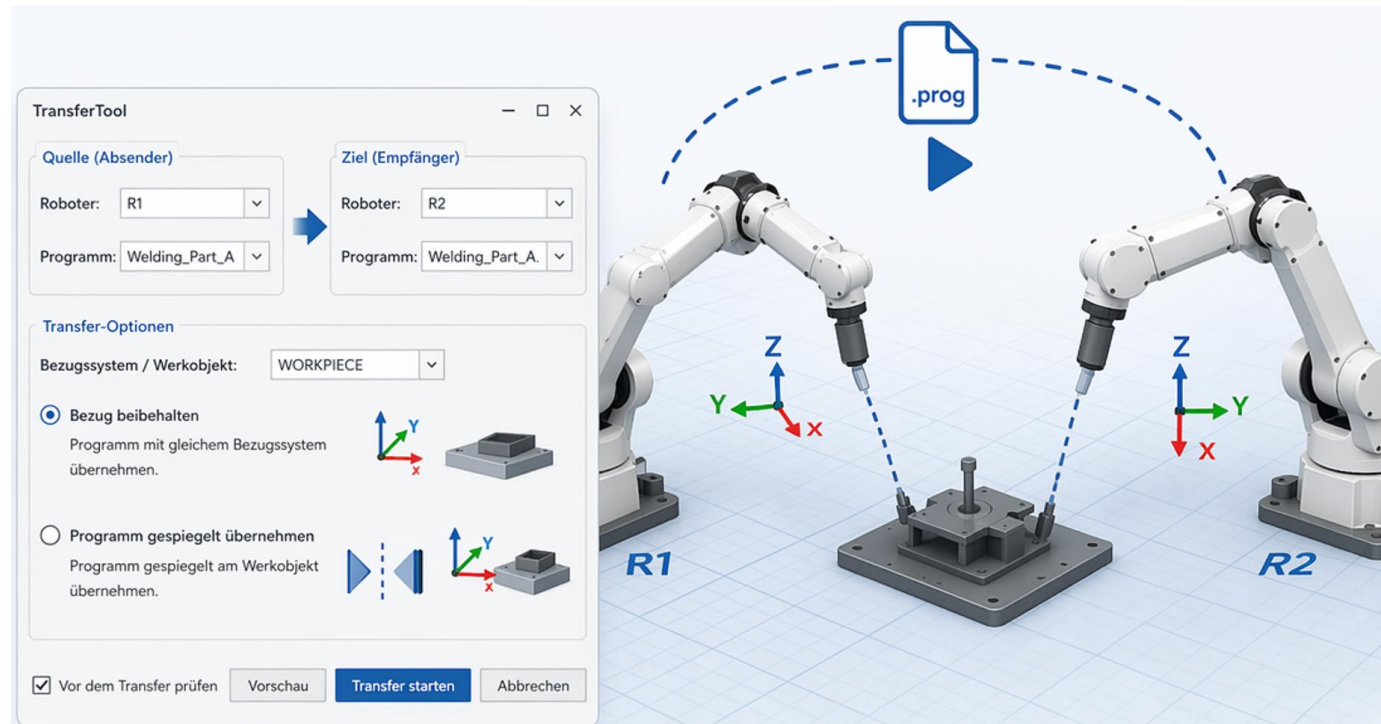 .prog
TransferTool
Quelle (Absender)
Roboter: R1
Programm: Welding_Part_A
Ziel (Empfänger)
Roboter: R2
Programm: Welding_Part_A.
Transfer-Optionen
Bezugssystem / Werkobjekt: WORKPIECE
Bezug beibehalten
Programm mit gleichem Bezugssystem
übernehmen.
Y
x
Programm gespiegelt übernehmen
Programm gespiegelt am Werkobjekt
übernehmen.
Y
x
Vor dem Transfer prüfen
Vorschau
Transfer starten
Abbrechen
Z
Y
X
Z
Y
X
R1
R2